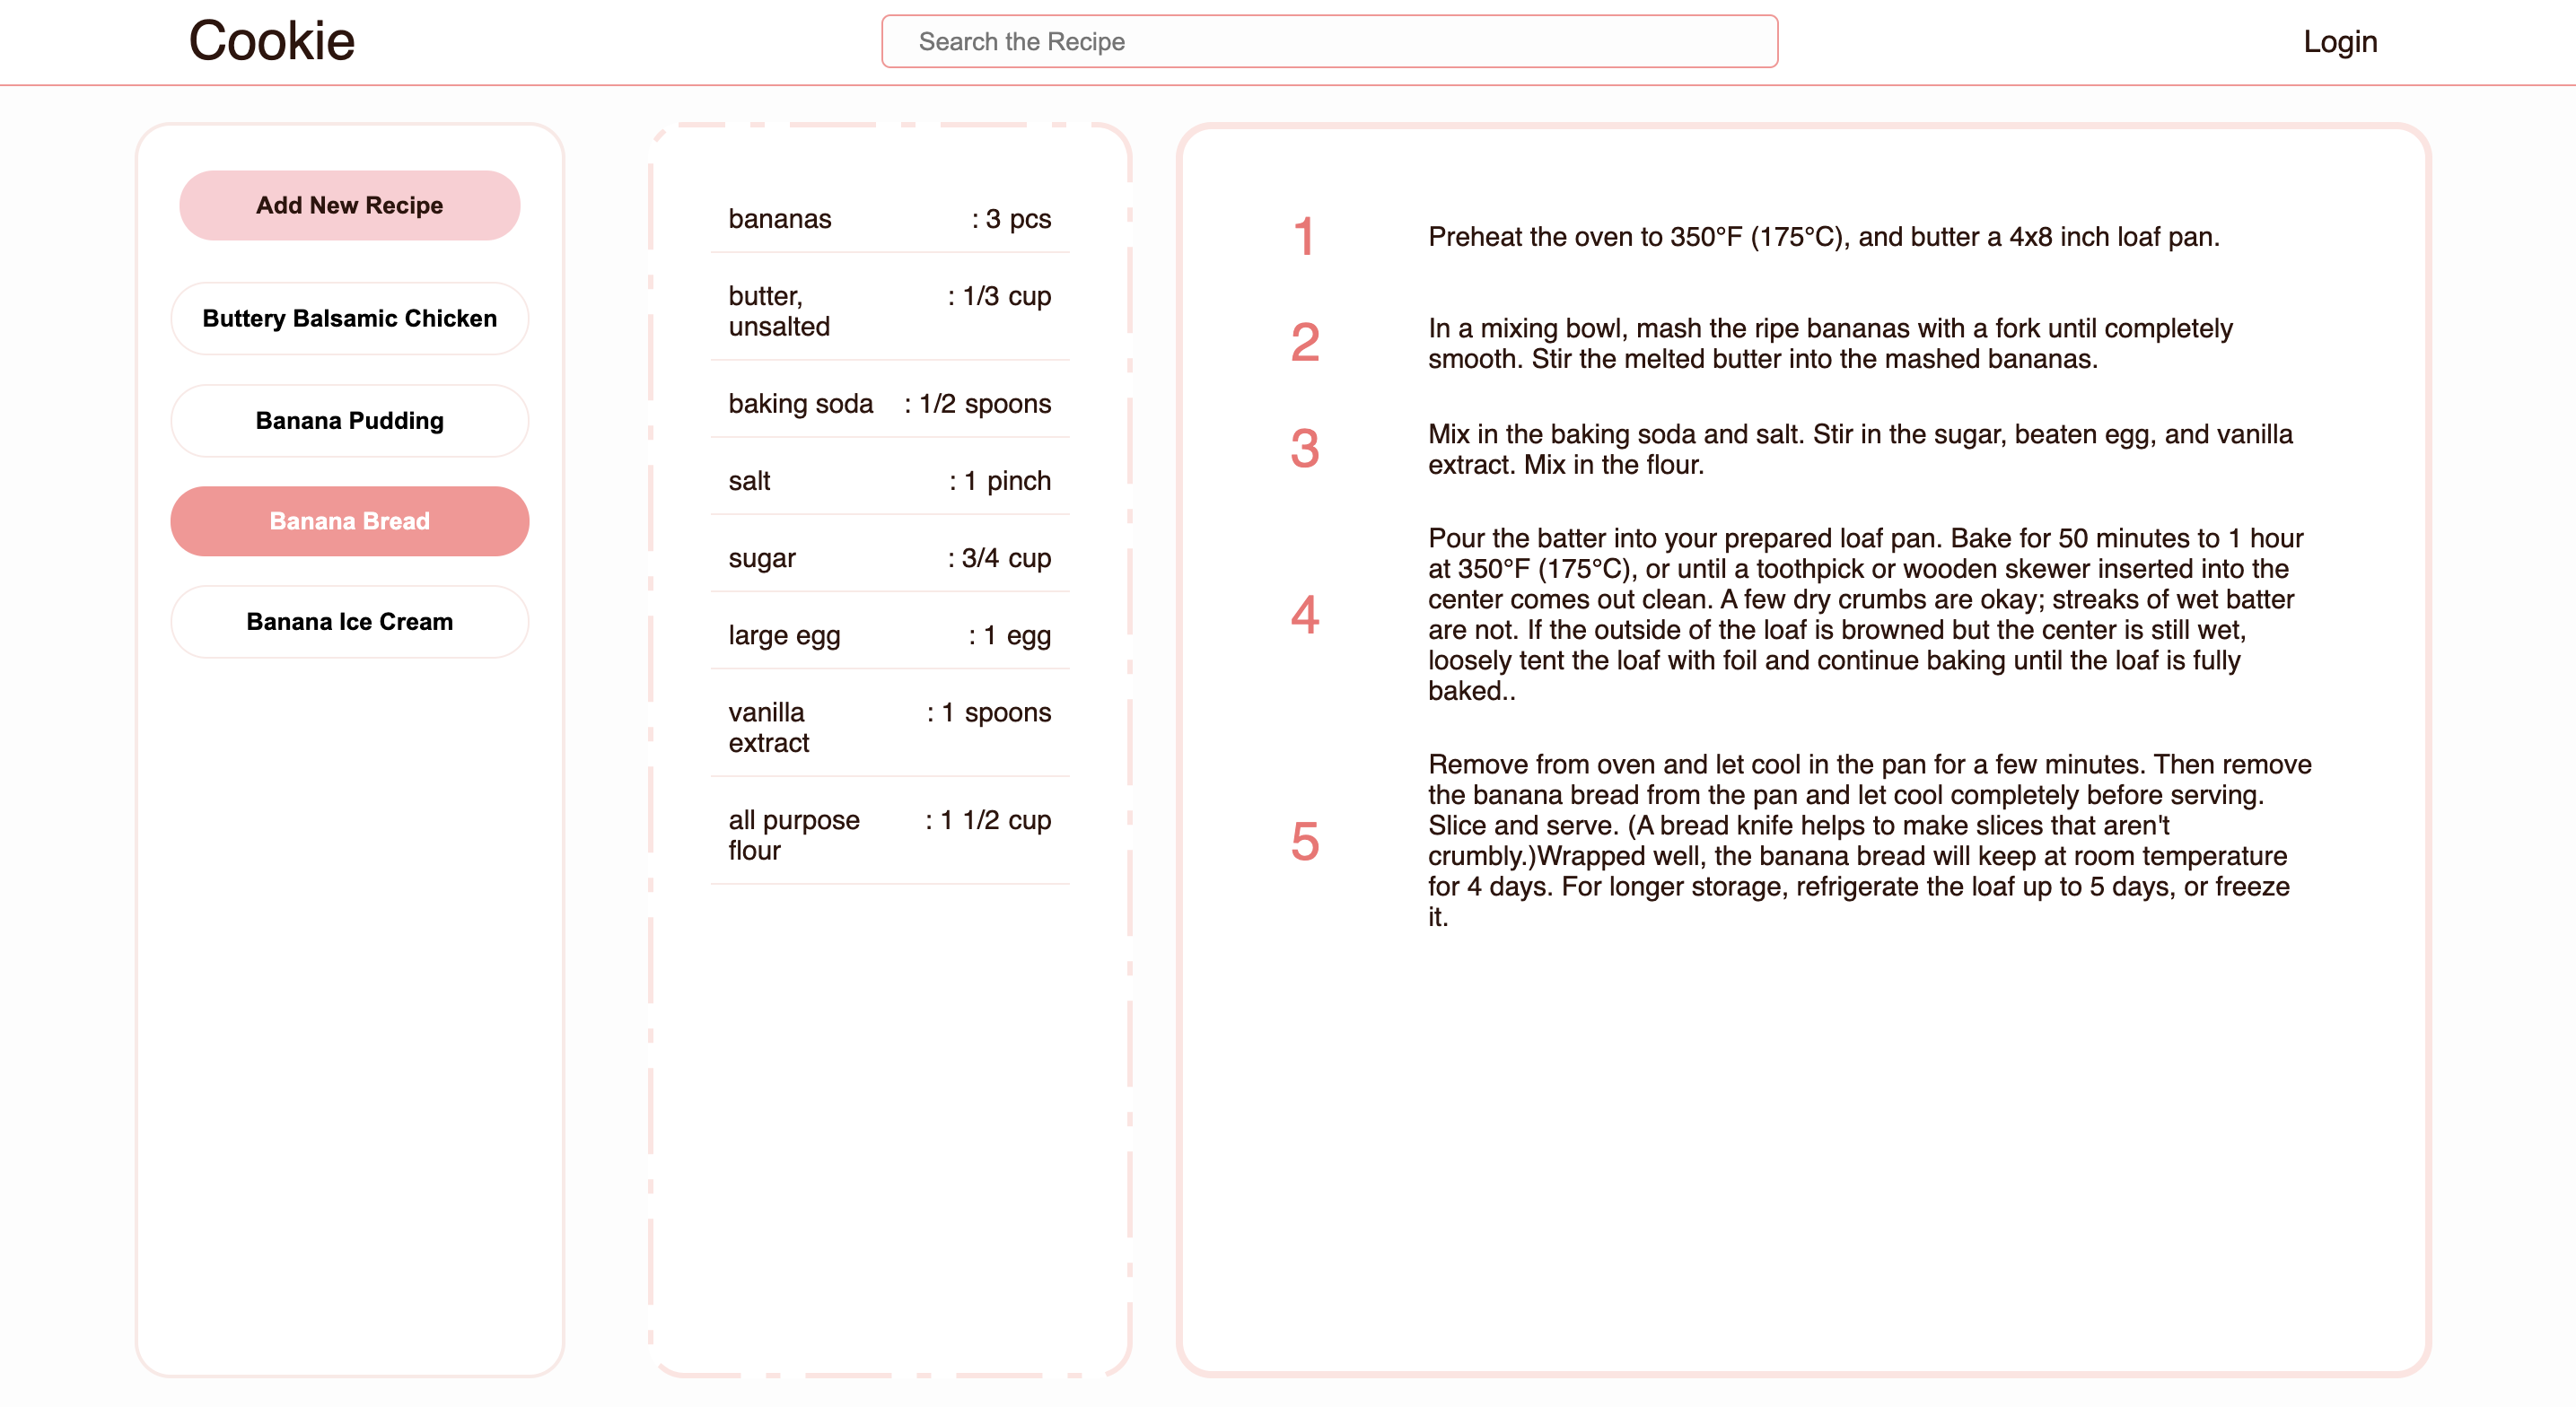 Cookie
Search the Recipe
Login
Add New Recipe
Buttery Balsamic Chicken
Banana Pudding
Banana Bread
Banana Ice Cream
bananas : 3 pcs
butter, : 1/3 cup
unsalted
baking soda : 1/2 spoons
salt : 1 pinch
sugar : 3/4 cup
large egg : 1 egg
vanilla : 1 spoons
extract
all purpose : 1 1/2 cup
flour
1
Preheat the oven to 350°F (175°C), and butter a 4x8 inch loaf pan.
2
In a mixing bowl, mash the ripe bananas with a fork until completely
smooth. Stir the melted butter into the mashed bananas.
3
Mix in the baking soda and salt. Stir in the sugar, beaten egg, and vanilla
extract. Mix in the flour.
4
Pour the batter into your prepared loaf pan. Bake for 50 minutes to 1 hour
at 350°F (175°C), or until a toothpick or wooden skewer inserted into the
center comes out clean. A few dry crumbs are okay; streaks of wet batter
are not. If the outside of the loaf is browned but the center is still wet,
loosely tent the loaf with foil and continue baking until the loaf is fully
baked..
5
Remove from oven and let cool in the pan for a few minutes. Then remove
the banana bread from the pan and let cool completely before serving.
Slice and serve. (A bread knife helps to make slices that aren't
crumbly.)Wrapped well, the banana bread will keep at room temperature
for 4 days. For longer storage, refrigerate the loaf up to 5 days, or freeze
it.